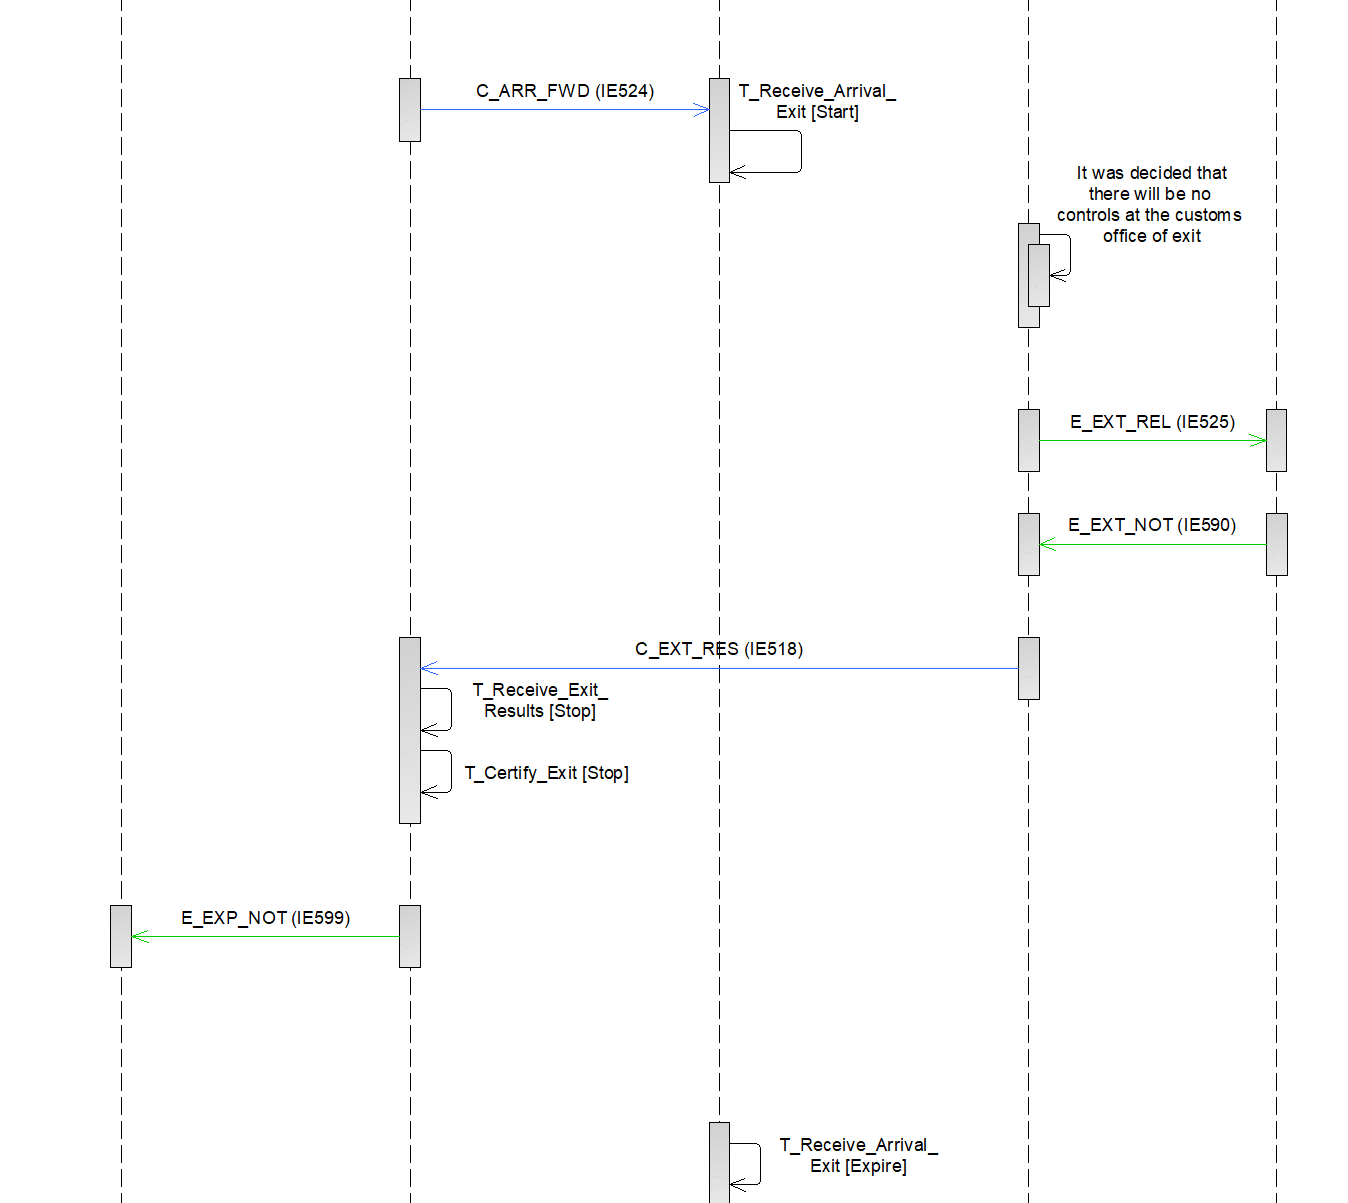 C_ARR_FWD (IE524)
T_Receive_Arrival_
Exit [Start]
It was decided that
there will be no
controls at the customs
office of exit
E_EXT_REL (IE525)
E_EXT_NOT (IE590)
C_EXT_RES (IE518)
T_Receive_Exit_
Results [Stop]
T_Certify_Exit [Stop]
E_EXP_NOT (IE599)
T_Receive_Arrival_
Exit [Expire]